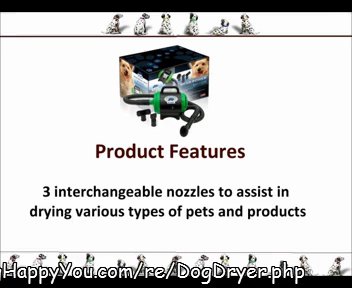 Product Features
3 interchangeable nozzles to assist in
drying various types of pets and products
HappyYou.com/re/DogDryer.php